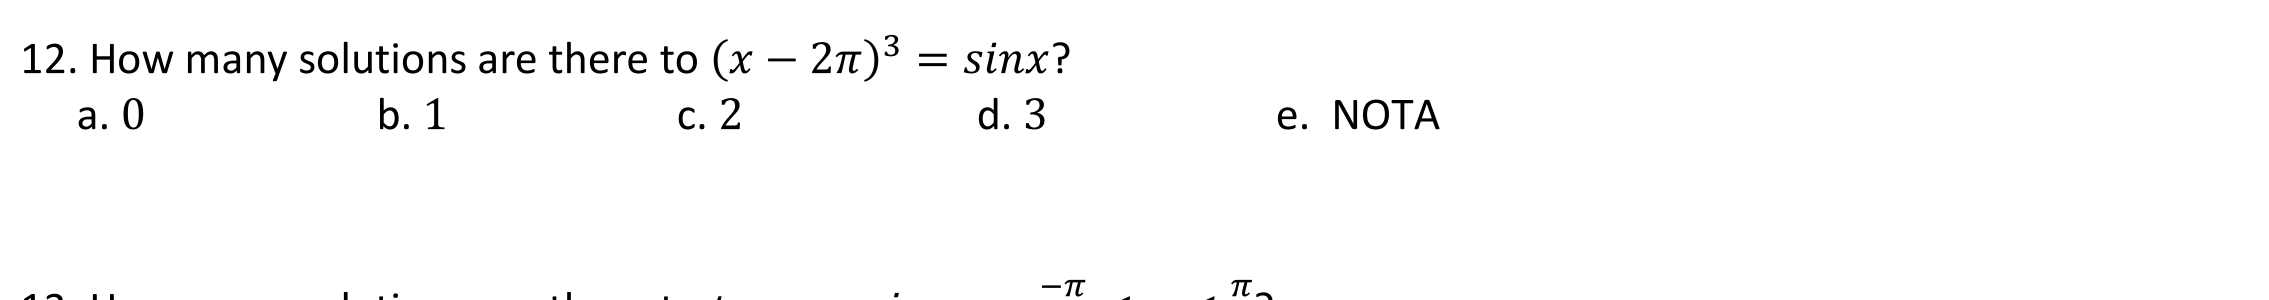 12. How many solutions are there to (x − 2π)³ = sinx?
a. 0 b. 1 c. 2 d. 3 e. NOTA
−π π